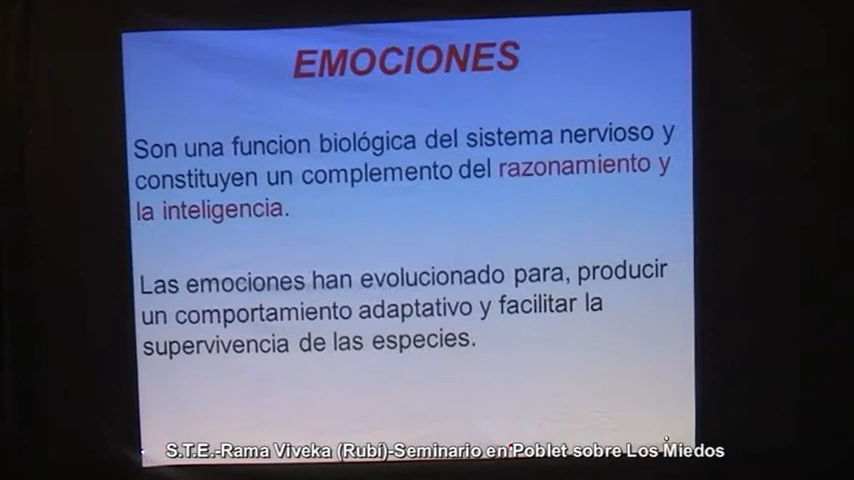 EMOCIONES
Son una funcion biológica del sistema nervioso y
constituyen un complemento del razonamiento y
la inteligencia.
Las emociones han evolucionado para, producir
un comportamiento adaptativo y facilitar la
supervivencia de las especies.
S.T.E.-Rama Viveka (Rubí)-Seminario en Poblet sobre Los Miedos